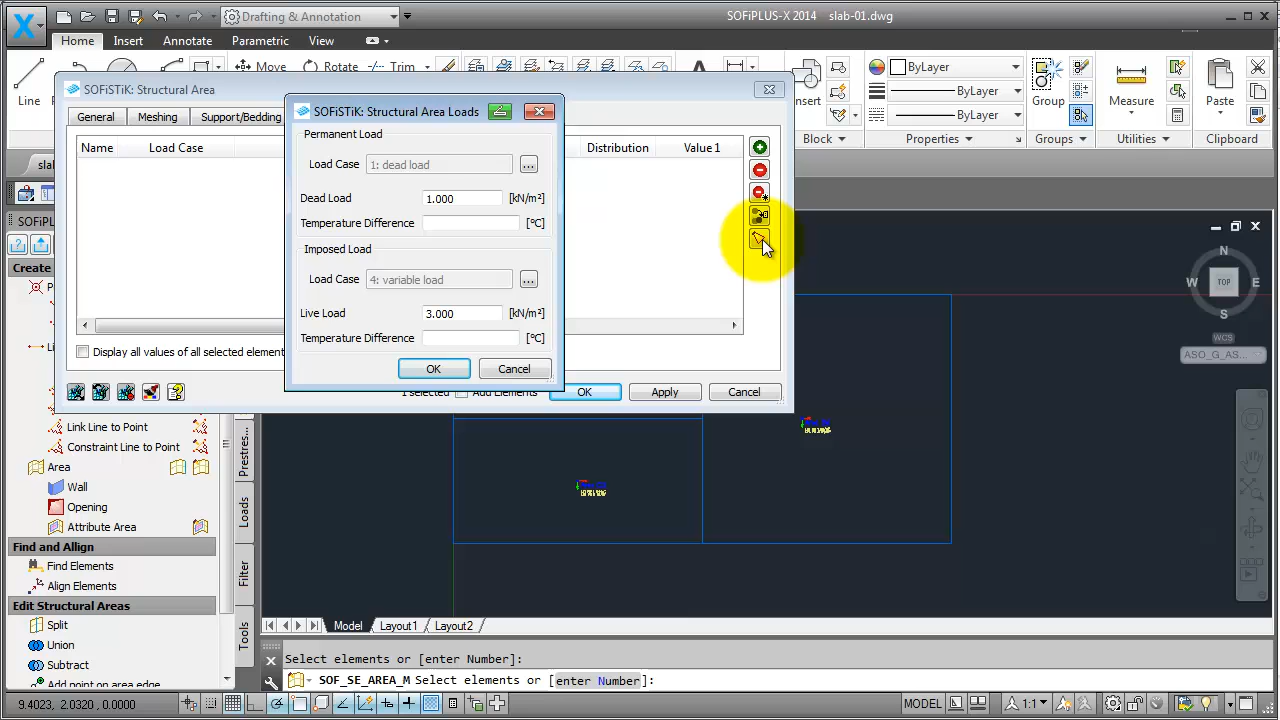 Drafting & Annotation
SOFiPLUS-X 2014 slab-01.dwg
Home Insert Annotate Parametric View
Line
Move Rotate Trim
Block
ByLayer
ByLayer
ByLayer
Properties
Group
Groups
Measure
Utilities
Paste
SOFiSTiK: Structural Area
General Meshing Support/Bedding
Name Load Case Distribution Value 1
SOFiSTiK: Structural Area Loads
Permanent Load
Load Case 1: dead load ...
Dead Load 1.000 [kN/m²]
Temperature Difference [°C]
Imposed Load
Load Case 4: variable load ...
Live Load 3.000 [kN/m²]
Temperature Difference [°C]
OK Cancel
Display all values of all selected element
1 selected Add Elements OK Apply Cancel
Create
Link Line to Point
Constraint Line to Point
Area
Wall
Opening
Attribute Area
Find and Align
Find Elements
Align Elements
Edit Structural Areas
Split
Union
Subtract
Add point on area edge
Prestres...
Loads
Filter
Tools
N
W TOP E
S
WCS
ASO_G_AS...
Model Layout1 Layout2
Select elements or [enter Number]:
SOF_SE_AREA_M Select elements or [enter Number]:
9.4023, 2.0320, 0.0000
MODEL
1:1